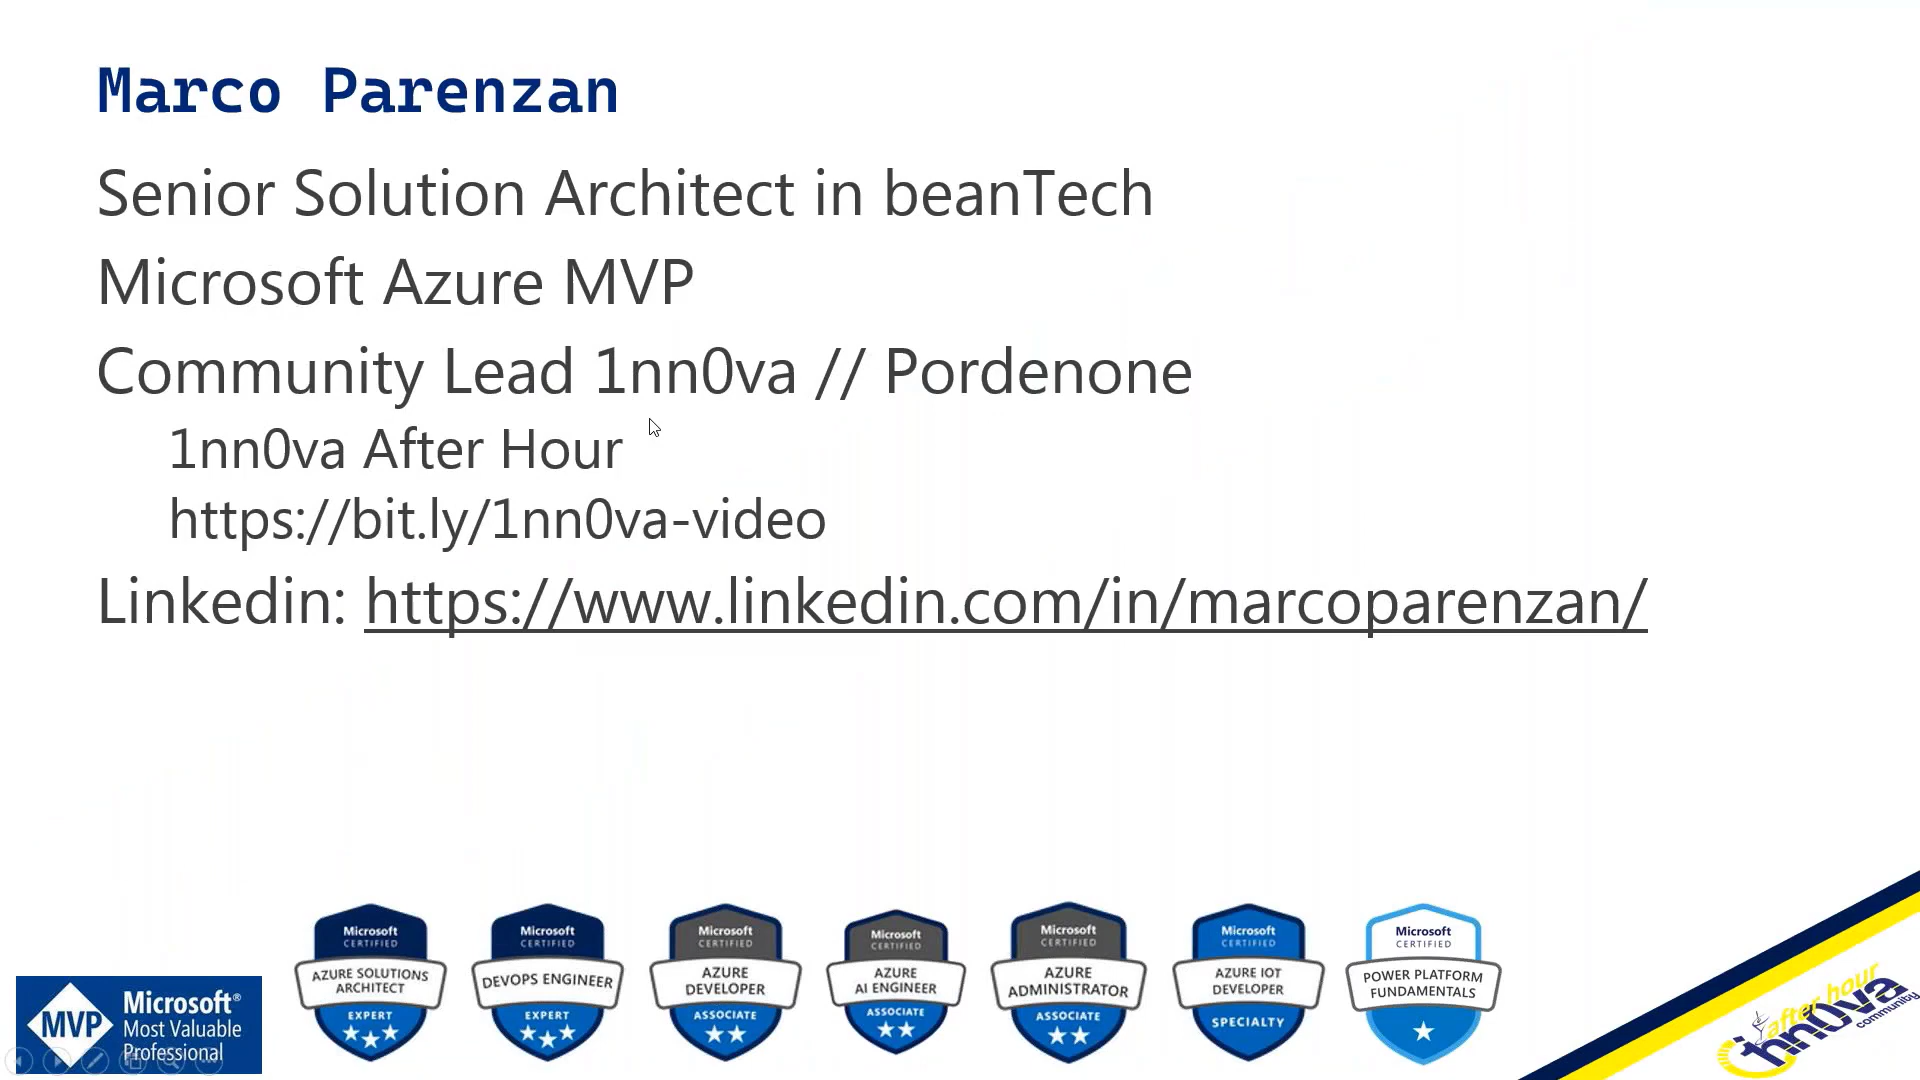 Marco Parenzan
Senior Solution Architect in beanTech
Microsoft Azure MVP
Community Lead 1nn0va // Pordenone
1nn0va After Hour
https://bit.ly/1nn0va-video
Linkedin: https://www.linkedin.com/in/marcoparenzan/
MVP
Microsoft®
Most Valuable
Professional
Microsoft
CERTIFIED
AZURE SOLUTIONS
ARCHITECT
EXPERT
Microsoft
CERTIFIED
DEVOPS ENGINEER
EXPERT
Microsoft
CERTIFIED
AZURE
DEVELOPER
ASSOCIATE
Microsoft
CERTIFIED
AZURE
AI ENGINEER
ASSOCIATE
Microsoft
CERTIFIED
AZURE
ADMINISTRATOR
ASSOCIATE
Microsoft
CERTIFIED
AZURE IOT
DEVELOPER
SPECIALTY
Microsoft
CERTIFIED
POWER PLATFORM
FUNDAMENTALS
after hour
1nn0va
community